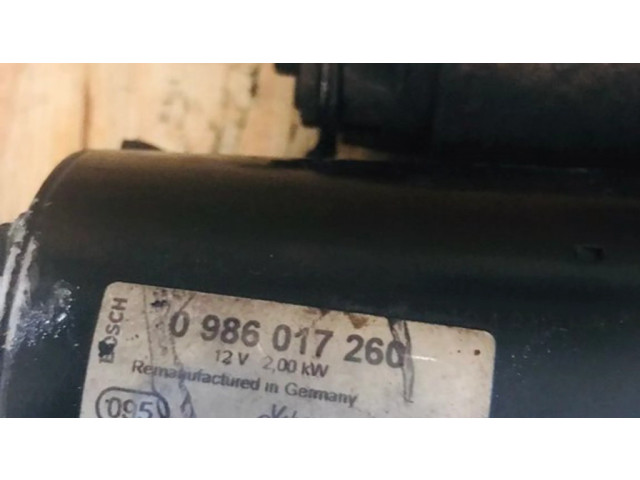 BOSCH
0 986 017 260
12 V 2,00 kW
Remanufactured in Germany
095